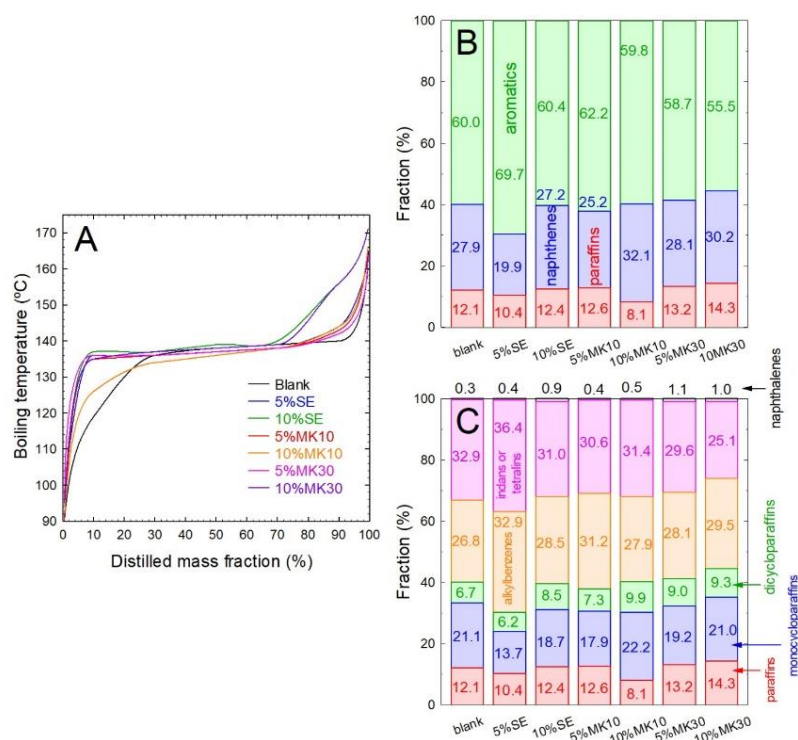 A
Boiling temperature (ºC)
170
160
150
140
130
120
110
100
90
0 10 20 30 40 50 60 70 80 90 100
Distilled mass fraction (%)
Blank
5%SE
10%SE
5%MK10
10%MK10
5%MK30
10%MK30
B
Fraction (%)
100
80
60
40
20
0
60.0 69.7 60.4 62.2 59.8 58.7 55.5
27.9 19.9 27.2 25.2 32.1 28.1 30.2
12.1 10.4 12.4 12.6 8.1 13.2 14.3
aromatics
naphthenes
paraffins
blank 5%SE 10%SE 5%MK10 10%MK10 5%MK30 10MK30
C
Fraction (%)
100
80
60
40
20
0
0.3 0.4 0.9 0.4 0.5 1.1 1.0
32.9 36.4 31.0 30.6 31.4 29.6 25.1
26.8 32.9 28.5 31.2 27.9 28.1 29.5
6.7 6.2 8.5 7.3 9.9 9.0 9.3
21.1 13.7 18.7 17.9 22.2 19.2 21.0
12.1 10.4 12.4 12.6 8.1 13.2 14.3
indans or
tetralins
alkylbenzenes
blank 5%SE 10%SE 5%MK10 10%MK10 5%MK30 10%MK30
naphthalenes
dicycloparaffins
monocycloparaffins
paraffins